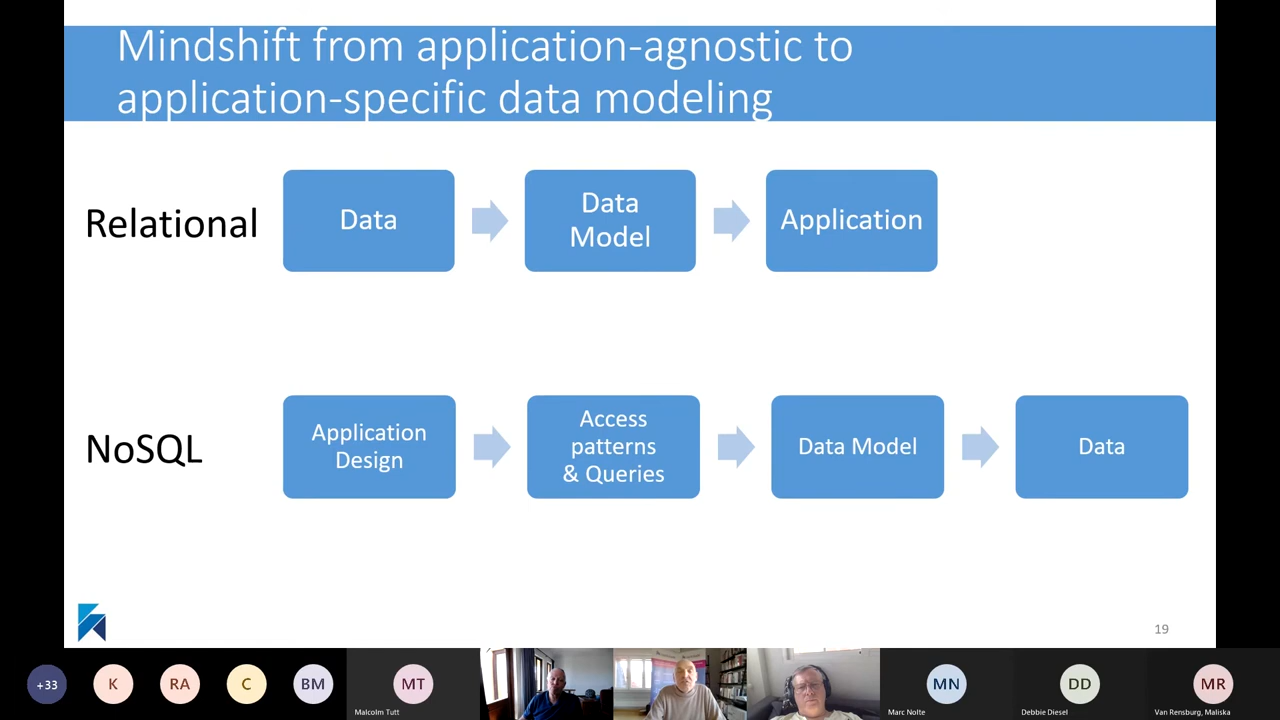 Mindshift from application-agnostic to
application-specific data modeling
Relational
Data
Data
Model
Application
NoSQL
Application
Design
Access
patterns
& Queries
Data Model
Data
19
+33
K
RA
C
BM
MT
Malcolm Tutt
MN
Marc Nolte
DD
Debbie Diesel
MR
Van Rensburg, Maliska